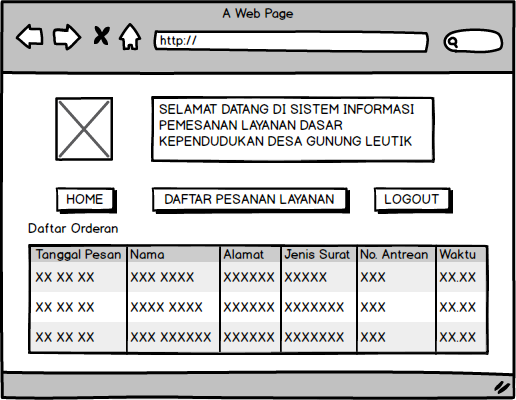 A Web Page
http://
SELAMAT DATANG DI SISTEM INFORMASI
PEMESANAN LAYANAN DASAR
KEPENDUDUKAN DESA GUNUNG LEUTIK
HOME DAFTAR PESANAN LAYANAN LOGOUT
Daftar Orderan
Tanggal Pesan Nama Alamat Jenis Surat No. Antrean Waktu
XX XX XX XXX XXXX XXXXXX XXXXX XXX XX.XX
XX XX XX XXXX XXXX XXXXXX XXXXXXX XXX XX.XX
XX XX XX XXX XXXXXX XXXXXX XXXXXXX XXX XX.XX